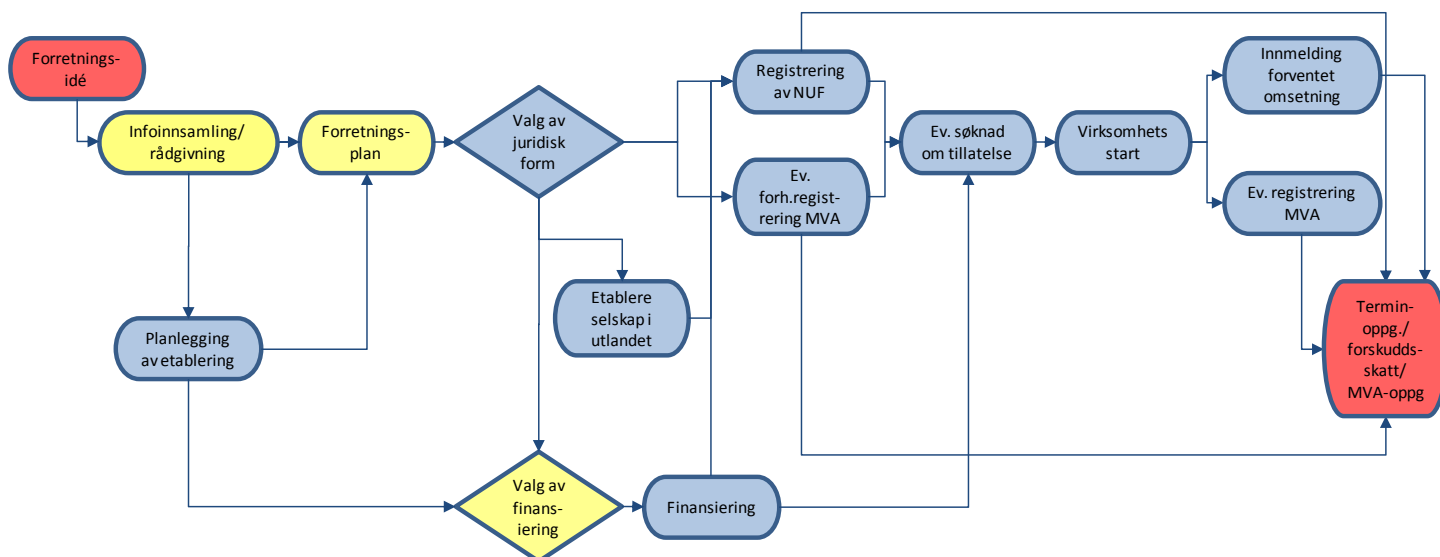 Forretnings-
idé
Infoinnsamling/
rådgivning
Forretnings-
plan
Valg av
juridisk
form
Registrering
av NUF
Ev.
forh.regist-
rering MVA
Ev. søknad
om tillatelse
Virksomhets
start
Innmelding
forventet
omsetning
Ev. registrering
MVA
Etablere
selskap i
utlandet
Planlegging
av etablering
Termin-
oppg./
forskudds-
skatt/
MVA-oppg
Valg av
finans-
iering
Finansiering